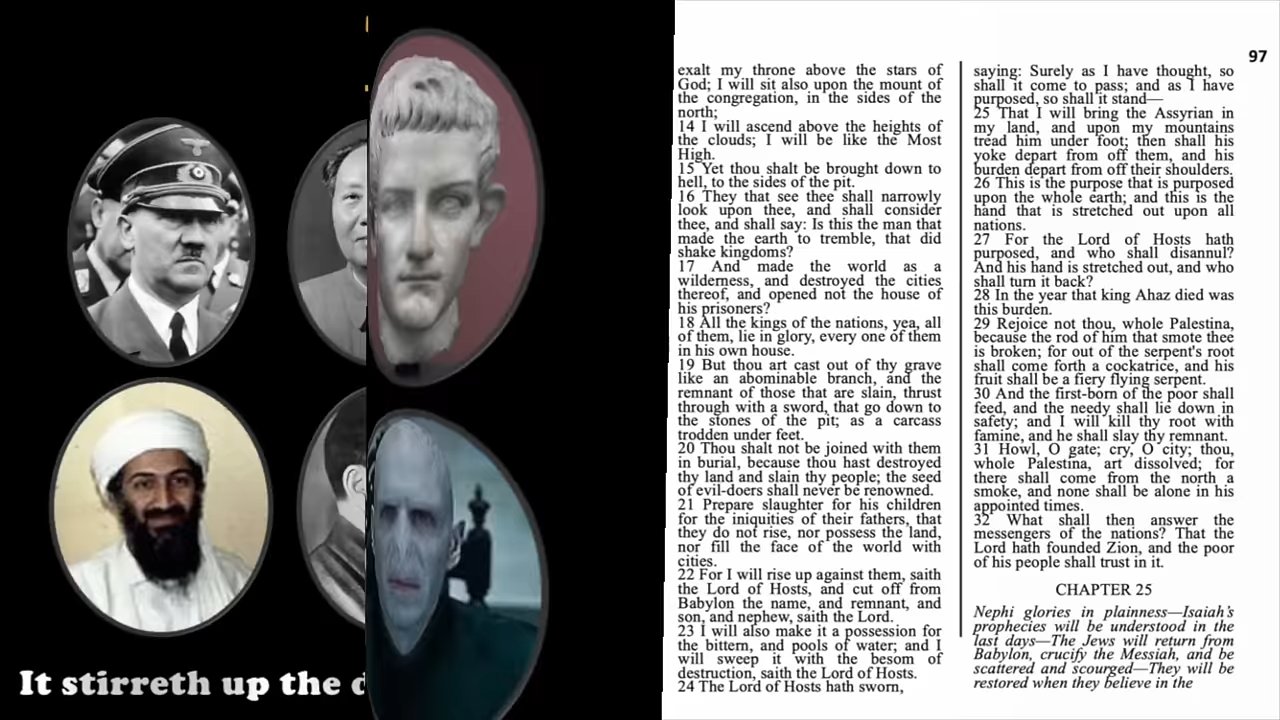 It stirreth up the d
97
exalt my throne above the stars of
God; I will sit also upon the mount of
the congregation, in the sides of the
north;
14 I will ascend above the heights of
the clouds; I will be like the Most
High.
15 Yet thou shalt be brought down to
hell, to the sides of the pit.
16 They that see thee shall narrowly
look upon thee, and shall consider
thee, and shall say: Is this the man that
made the earth to tremble, that did
shake kingdoms?
17 And made the world as a
wilderness, and destroyed the cities
thereof, and opened not the house of
his prisoners?
18 All the kings of the nations, yea, all
of them, lie in glory, every one of them
in his own house.
19 But thou art cast out of thy grave
like an abominable branch, and the
remnant of those that are slain, thrust
through with a sword, that go down to
the stones of the pit; as a carcass
trodden under feet.
20 Thou shalt not be joined with them
in burial, because thou hast destroyed
thy land and slain thy people; the seed
of evil-doers shall never be renowned.
21 Prepare slaughter for his children
for the iniquities of their fathers, that
they do not rise, nor possess the land,
nor fill the face of the world with
cities.
22 For I will rise up against them, saith
the Lord of Hosts, and cut off from
Babylon the name, and remnant, and
son, and nephew, saith the Lord.
23 I will also make it a possession for
the bittern, and pools of water; and I
will sweep it with the besom of
destruction, saith the Lord of Hosts.
24 The Lord of Hosts hath sworn,
saying: Surely as I have thought, so
shall it come to pass; and as I have
purposed, so shall it stand—
25 That I will bring the Assyrian in
my land, and upon my mountains
tread him under foot; then shall his
yoke depart from off them, and his
burden depart from off their shoulders.
26 This is the purpose that is purposed
upon the whole earth; and this is the
hand that is stretched out upon all
nations.
27 For the Lord of Hosts hath
purposed, and who shall disannul?
And his hand is stretched out, and who
shall turn it back?
28 In the year that king Ahaz died was
this burden.
29 Rejoice not thou, whole Palestina,
because the rod of him that smote thee
is broken; for out of the serpent's root
shall come forth a cockatrice, and his
fruit shall be a fiery flying serpent.
30 And the first-born of the poor shall
feed, and the needy shall lie down in
safety; and I will kill thy root with
famine, and he shall slay thy remnant.
31 Howl, O gate; cry, O city; thou,
whole Palestina, art dissolved; for
there shall come from the north a
smoke, and none shall be alone in his
appointed times.
32 What shall then answer the
messengers of the nations? That the
Lord hath founded Zion, and the poor
of his people shall trust in it.
CHAPTER 25
Nephi glories in plainness—Isaiah's
prophecies will be understood in the
last days—The Jews will return from
Babylon, crucify the Messiah, and be
scattered and scourged—They will be
restored when they believe in the